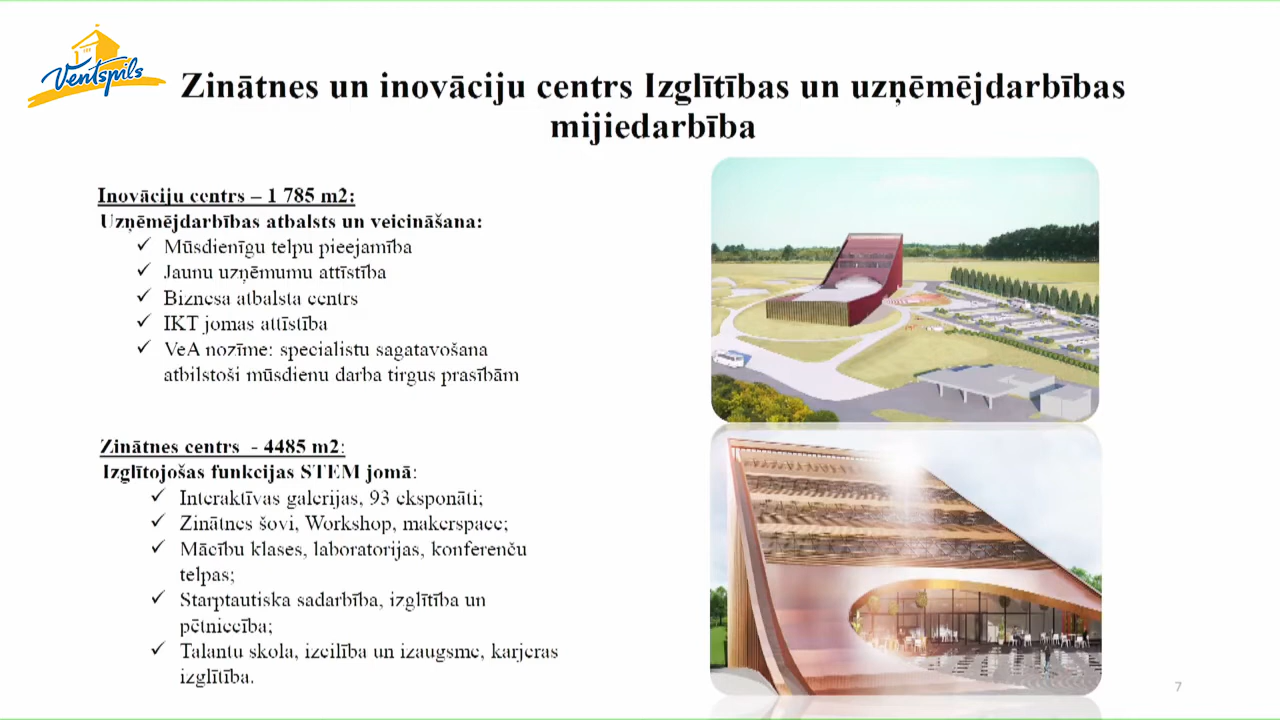 Ventspils
Zinātnes un inovāciju centrs Izglītības un uzņēmējdarbības
mijiedarbība
Inovāciju centrs – 1 785 m2:
Uzņēmējdarbības atbalsts un veicināšana:
✓ Mūsdienīgu telpu pieejamība
✓ Jaunu uzņēmumu attīstība
✓ Biznesa atbalsta centrs
✓ IKT jomas attīstība
✓ VeA nozīme: specialistu sagatavošana
atbilstoši mūsdienu darba tirgus prasībām
Zinātnes centrs - 4485 m2:
Izglītojošas funkcijas STEM jomā:
✓ Interaktīvas galerijas, 93 eksponāti;
✓ Zinātnes šovi, Workshop, makerspace;
✓ Mācību klases, laboratorijas, konferenču
telpas;
✓ Starptautiska sadarbība, izglītība un
pētniecība;
✓ Talantu skola, izcilība un izaugsme, karjeras
izglītība.
7